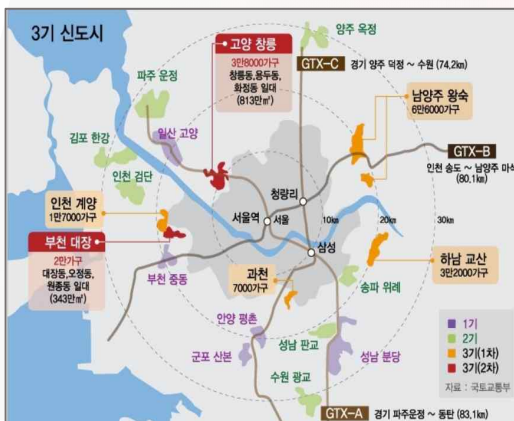 3기 신도시
양주 옥정
고양 창릉
3만8000가구
창릉동,용두동,
화정동 일대
(813만㎡)
GTX-C
경기 양주 덕정 ~ 수원 (74.2km)
파주 운정
남양주 왕숙
6만6000가구
일산 고양
김포 한강
GTX-B
인천 송도 ~ 남양주 마석
(80.1km)
인천 검단
청량리
인천 계양
1만7000가구
서울역
서울
10km
20km
30km
부천 대장
2만가구
대장동,오정동,
원종동 일대
(343만㎡)
삼성
하남 교산
3만2000가구
부천 중동
과천
7000가구
송파 위례
안양 평촌
군포 산본
성남 판교
성남 분당
수원 광교
1기
2기
3기(1차)
3기(2차)
자료 : 국토교통부
GTX-A
경기 파주운정 ~ 동탄 (83.1km)